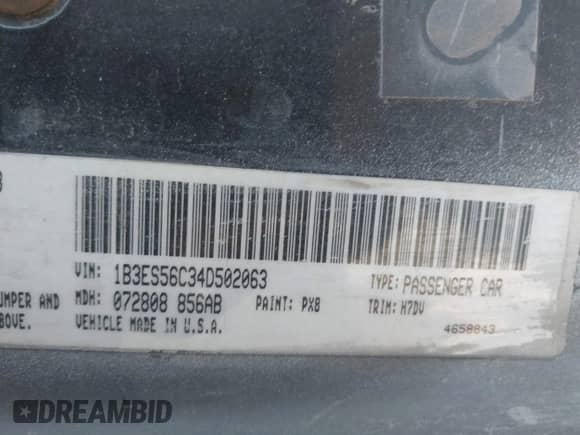 VIN: 1B3ES56C34D502063
TYPE: PASSENGER CAR
UMPER AND
MDH: 072808 856AB
PAINT: PX8
TRIM: H7DV
BOVE.
VEHICLE MADE IN U.S.A.
4658843
DREAMBID